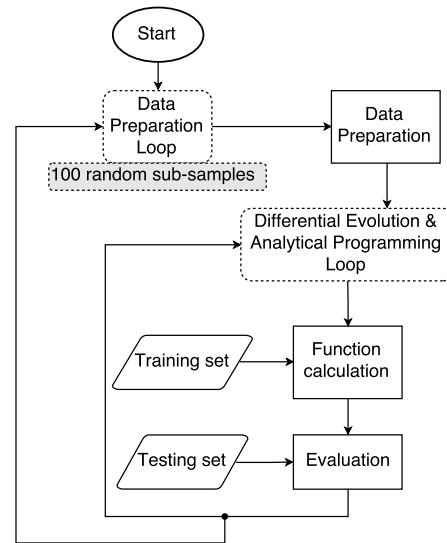 Start
Data
Preparation
Loop
100 random sub-samples
Data
Preparation
Differential Evolution &
Analytical Programming
Loop
Training set
Function
calculation
Testing set
Evaluation